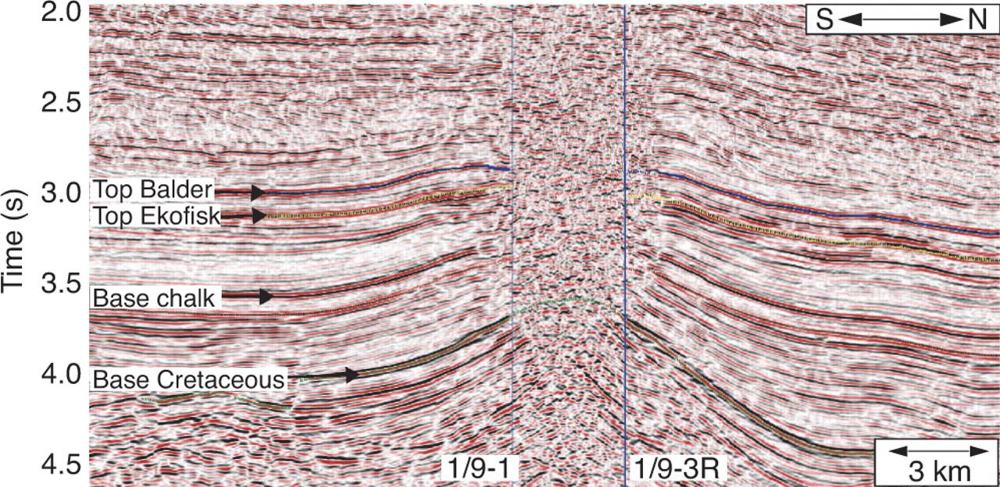 2.0
S N
2.5
Top Balder
3.0
Top Ekofisk
Time (s)
3.5
Base chalk
4.0
Base Cretaceous
4.5
1/9-1
1/9-3R
3 km